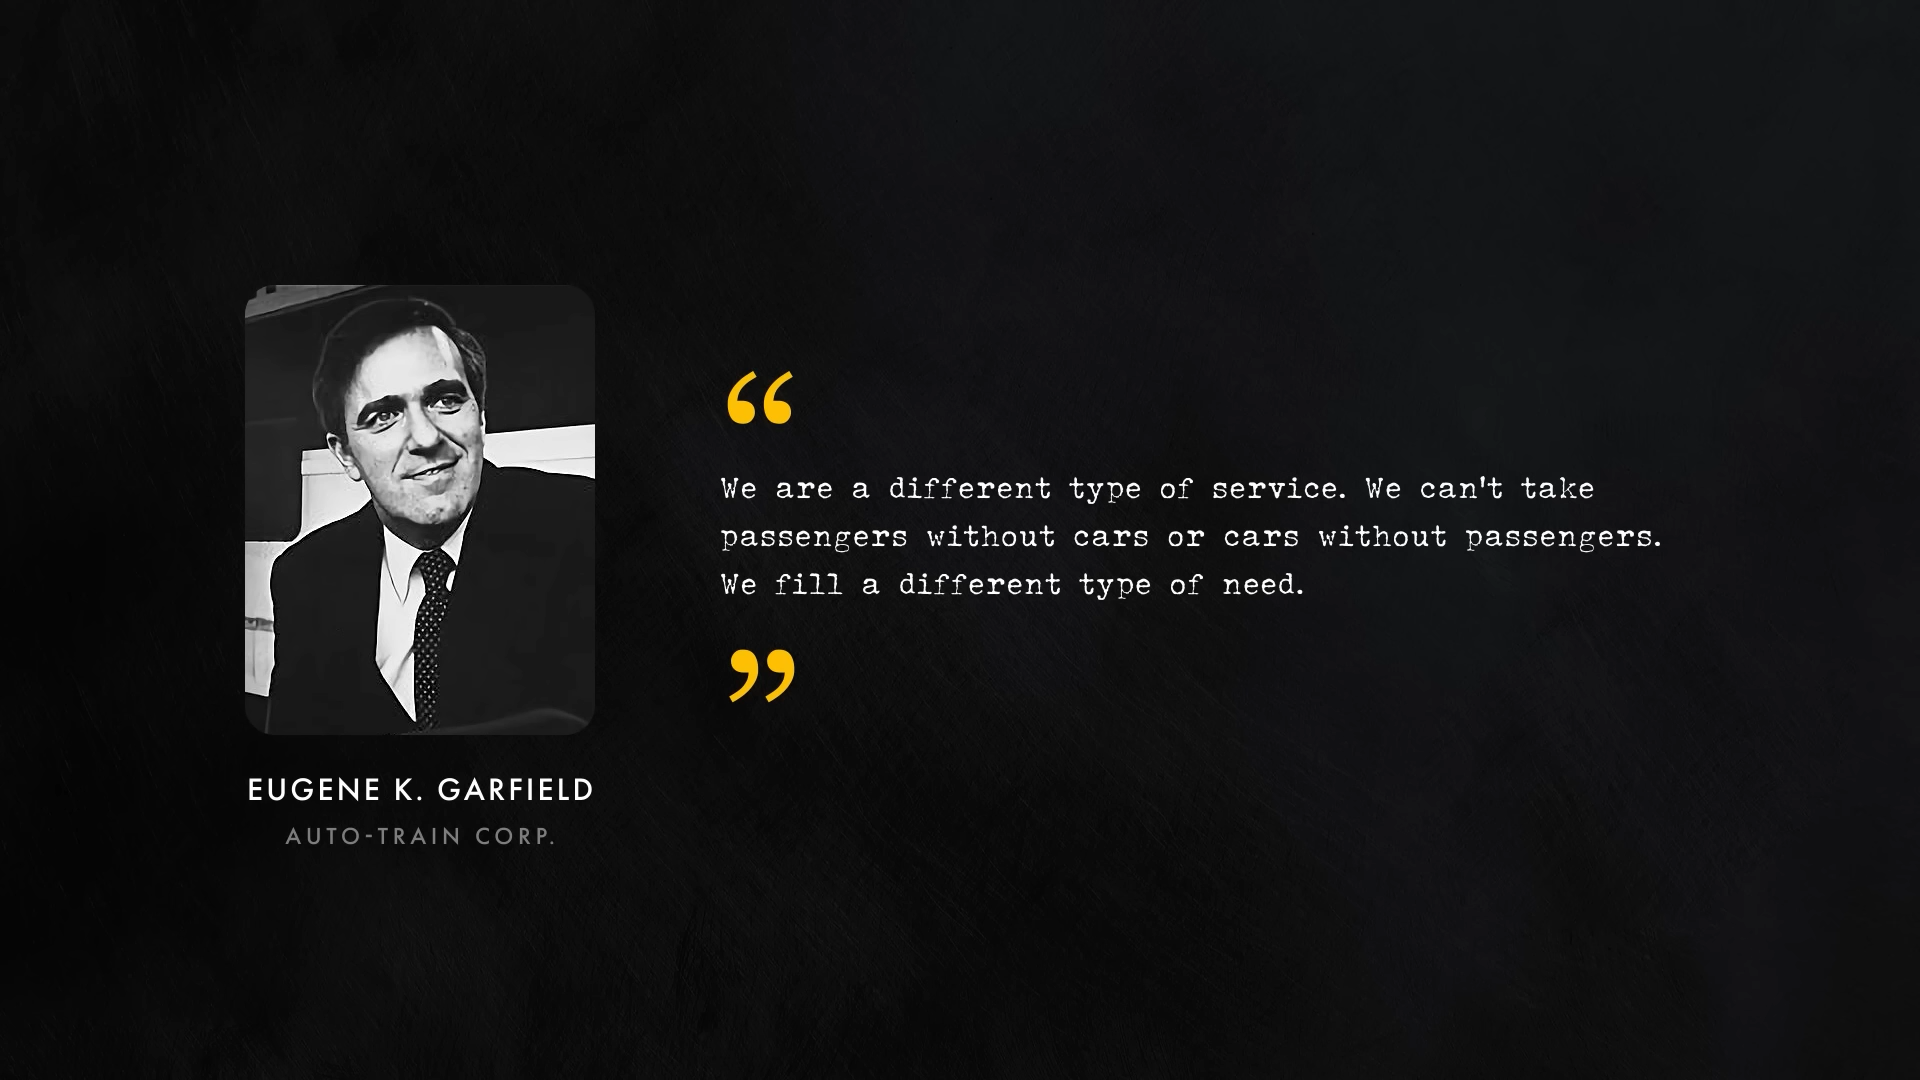 “
We are a different type of service. We can't take
passengers without cars or cars without passengers.
We fill a different type of need.
”
EUGENE K. GARFIELD
AUTO-TRAIN CORP.